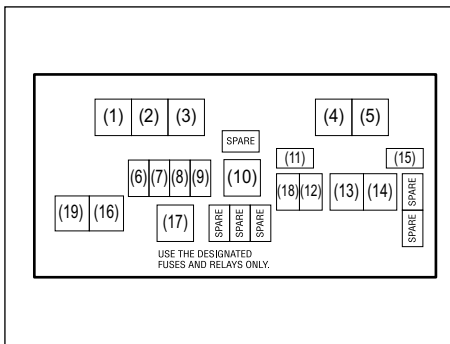 (1) (2) (3) (4) (5)
SPARE
(11) (15)
(6) (7) (8) (9) (10) (18) (12) (13) (14) SPARE
(19) (16) (17) SPARE SPARE SPARE SPARE
USE THE DESIGNATED
FUSES AND RELAYS ONLY.